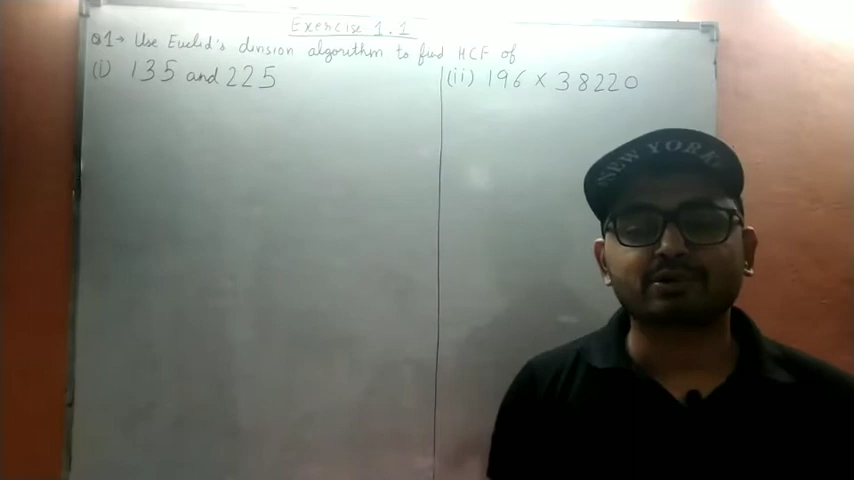 Exercise 1.1
Q1→ Use Euclid's division algorithm to find HCF of
(i) 135 and 225
(ii) 196 x 38220
NEW YORK